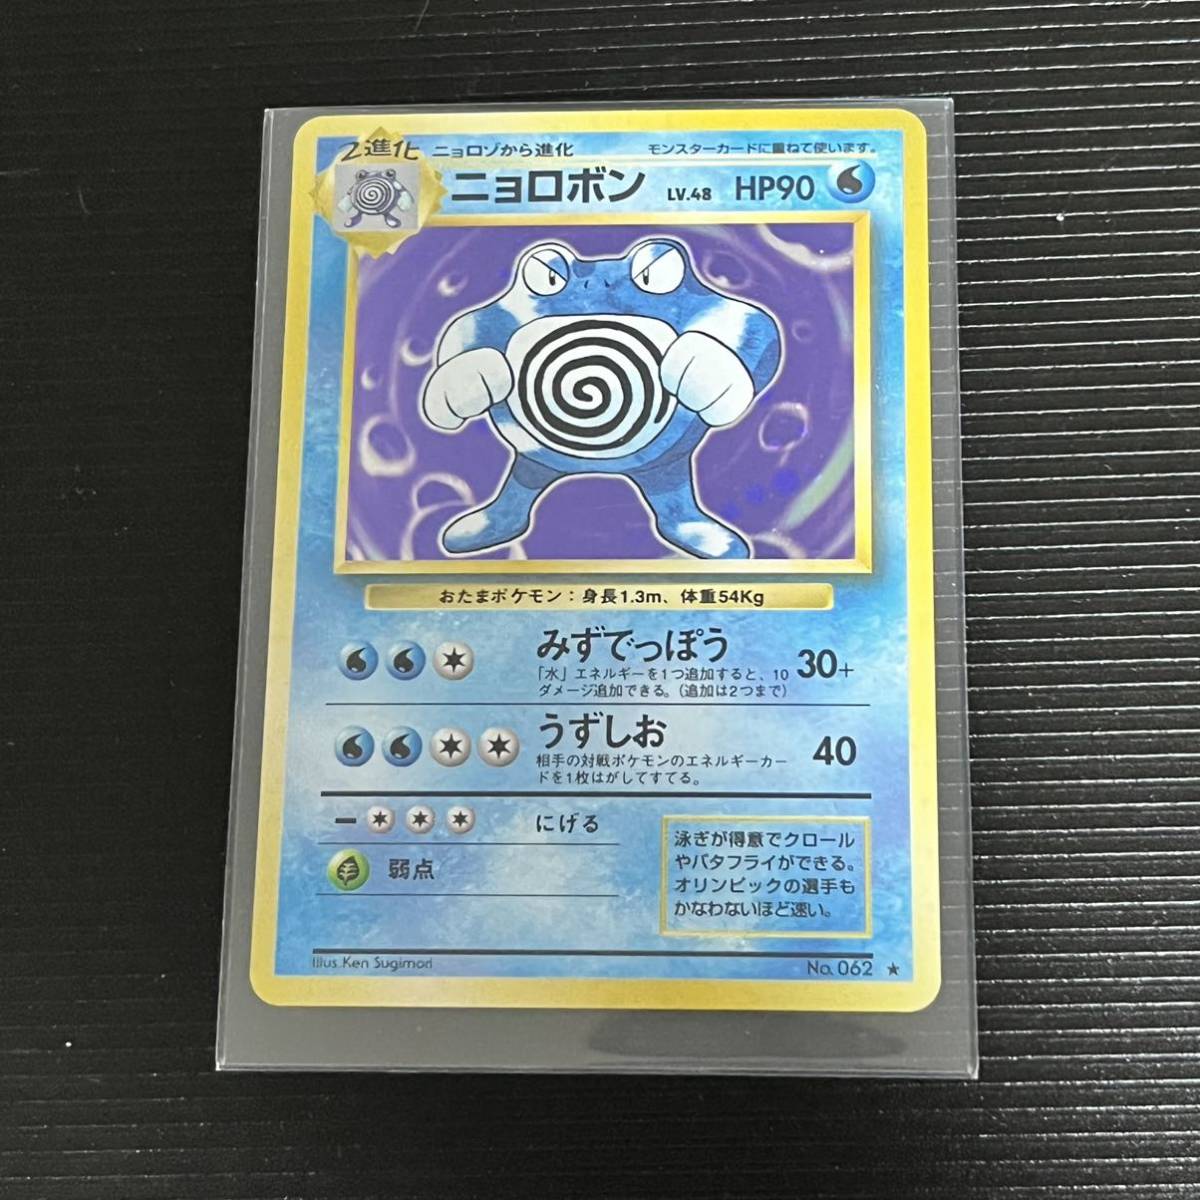 2進化 ニョロゾから進化 モンスターカードに重ねて使います。
ニョロボン LV.48 HP90
おたまポケモン：身長1.3m、体重54Kg
みずでっぽう 30+
「水」エネルギーを1つ追加すると、10
ダメージ追加できる。(追加は2つまで)
うずしお 40
相手の対戦ポケモンのエネルギーカー
ドを1枚はがしてすてる。
ー にげる
弱点
泳ぎが得意でクロール
やバタフライができる。
オリンピックの選手も
かなわないほど速い。
Illus.Ken Sugimori No.062 ★